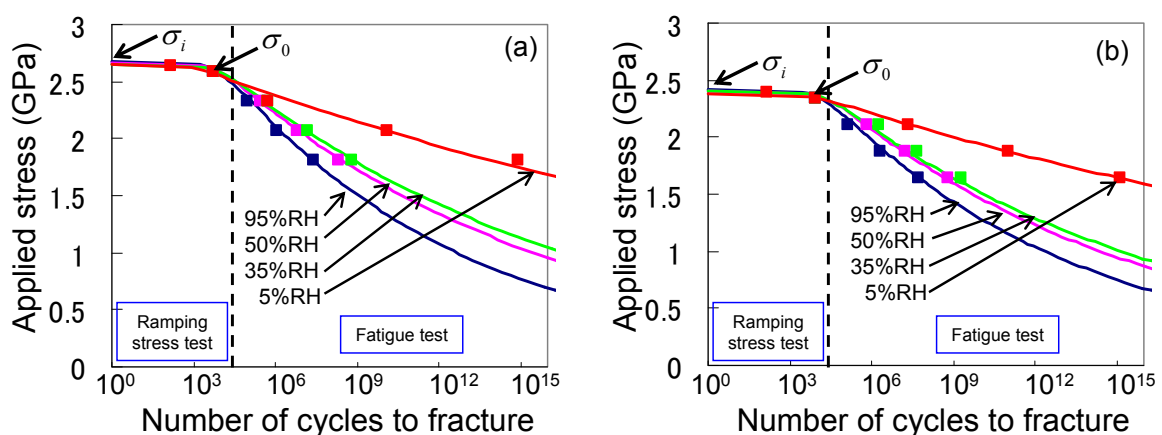 (a)
σi
σ0
Applied stress (GPa)
3
2.5
2
1.5
1
0.5
0
95%RH
50%RH
35%RH
5%RH
Ramping
stress test
Fatigue test
10^0 10^3 10^6 10^9 10^12 10^15
Number of cycles to fracture
(b)
σi
σ0
Applied stress (GPa)
3
2.5
2
1.5
1
0.5
0
95%RH
50%RH
35%RH
5%RH
Ramping
stress test
Fatigue test
10^0 10^3 10^6 10^9 10^12 10^15
Number of cycles to fracture